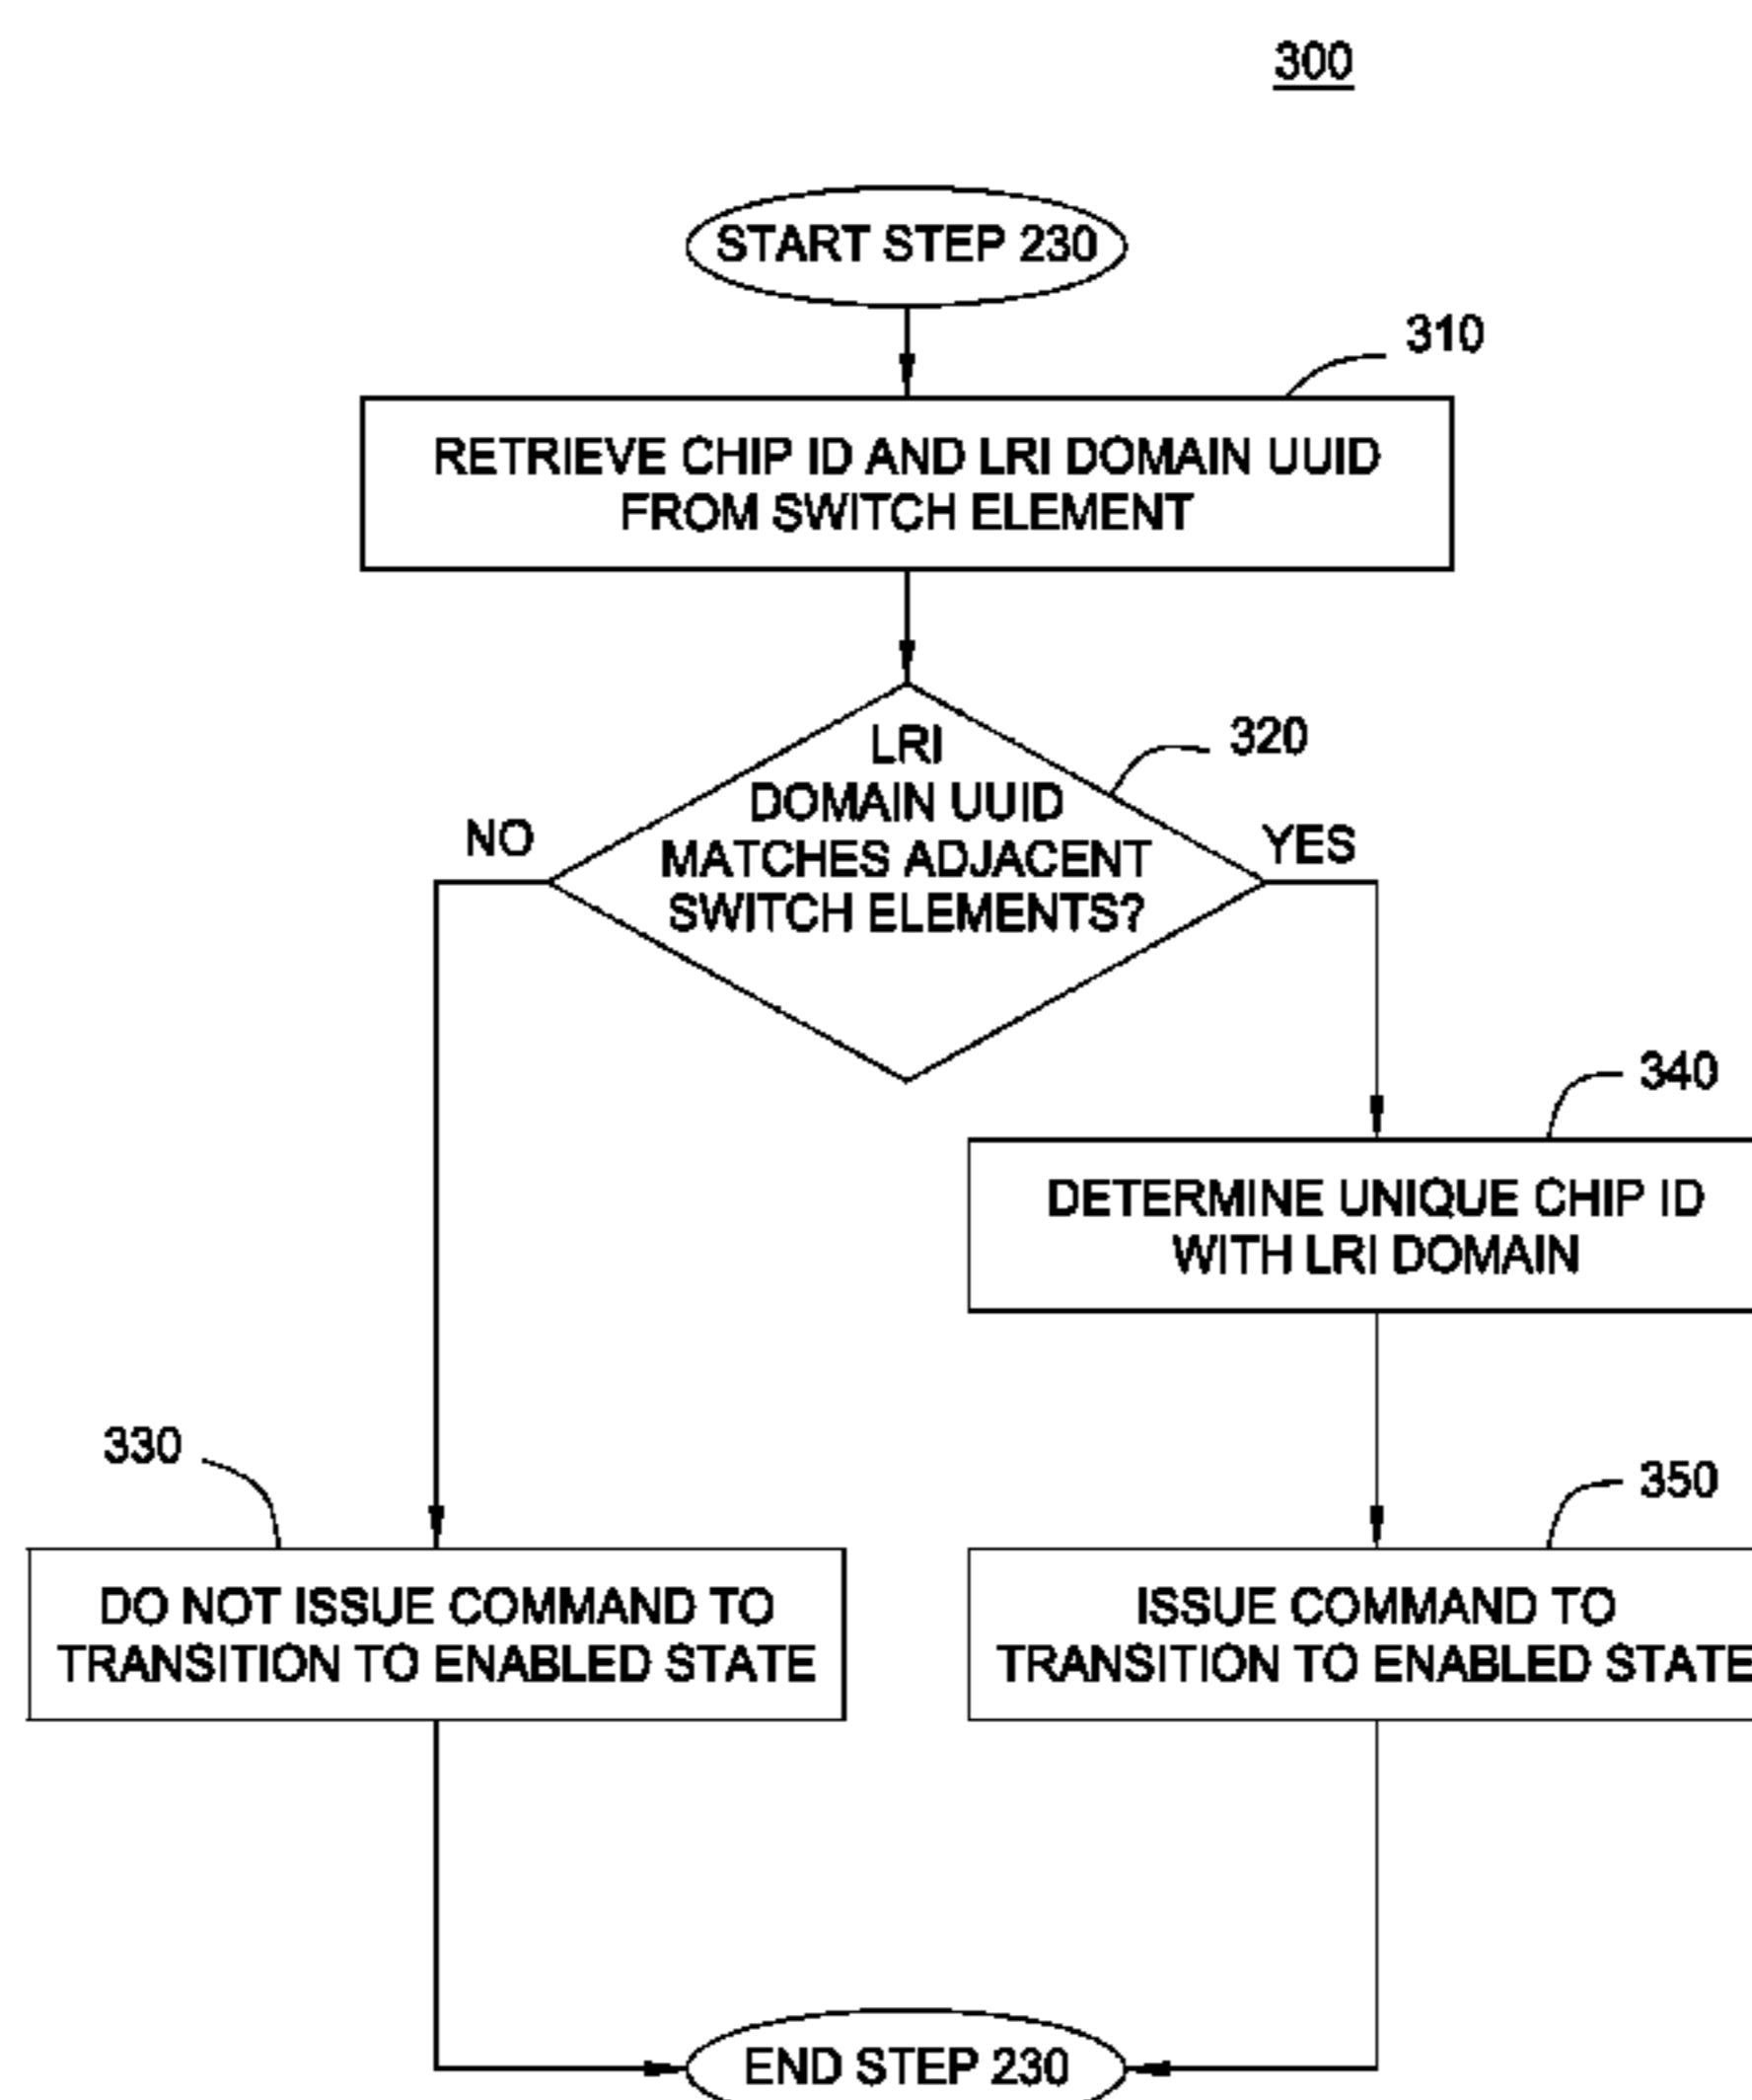 300
START STEP 230
310
RETRIEVE CHIP ID AND LRI DOMAIN UUID
FROM SWITCH ELEMENT
320
LRI
DOMAIN UUID
MATCHES ADJACENT
SWITCH ELEMENTS?
NO
YES
340
DETERMINE UNIQUE CHIP ID
WITH LRI DOMAIN
330
DO NOT ISSUE COMMAND TO
TRANSITION TO ENABLED STATE
350
ISSUE COMMAND TO
TRANSITION TO ENABLED STATE
END STEP 230